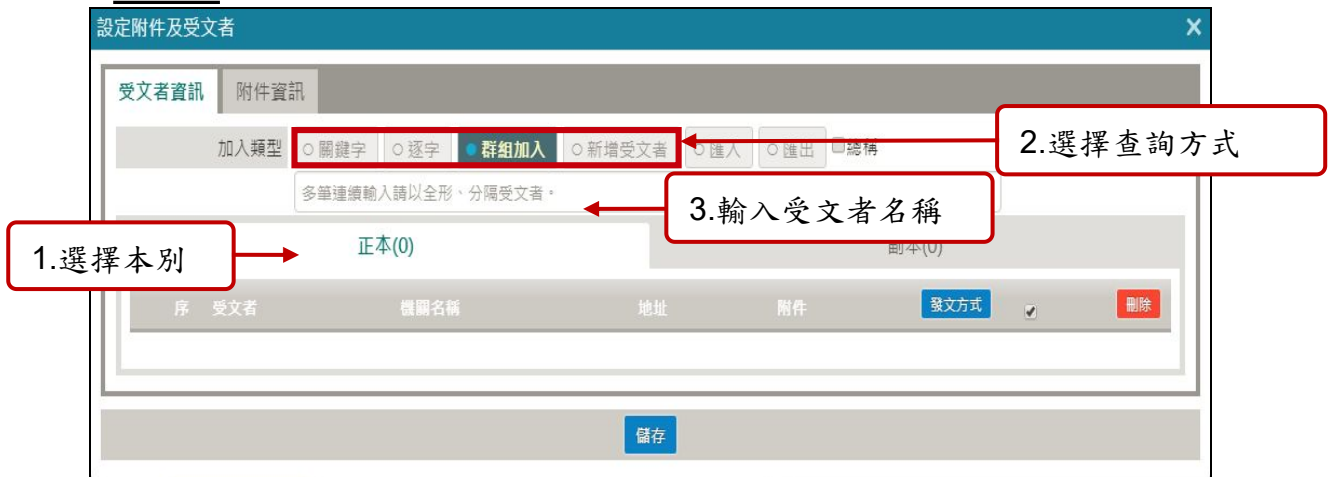 設定附件及受文者
受文者資訊 附件資訊
加入類型 關鍵字 逐字 群組加入 新增受文者 匯入 匯出 總稱
2.選擇查詢方式
多筆連續輸入請以全形、分隔受文者。
3.輸入受文者名稱
1.選擇本別
正本(0) 副本(0)
序 受文者 機關名稱 地址 附件 發文方式 刪除
儲存